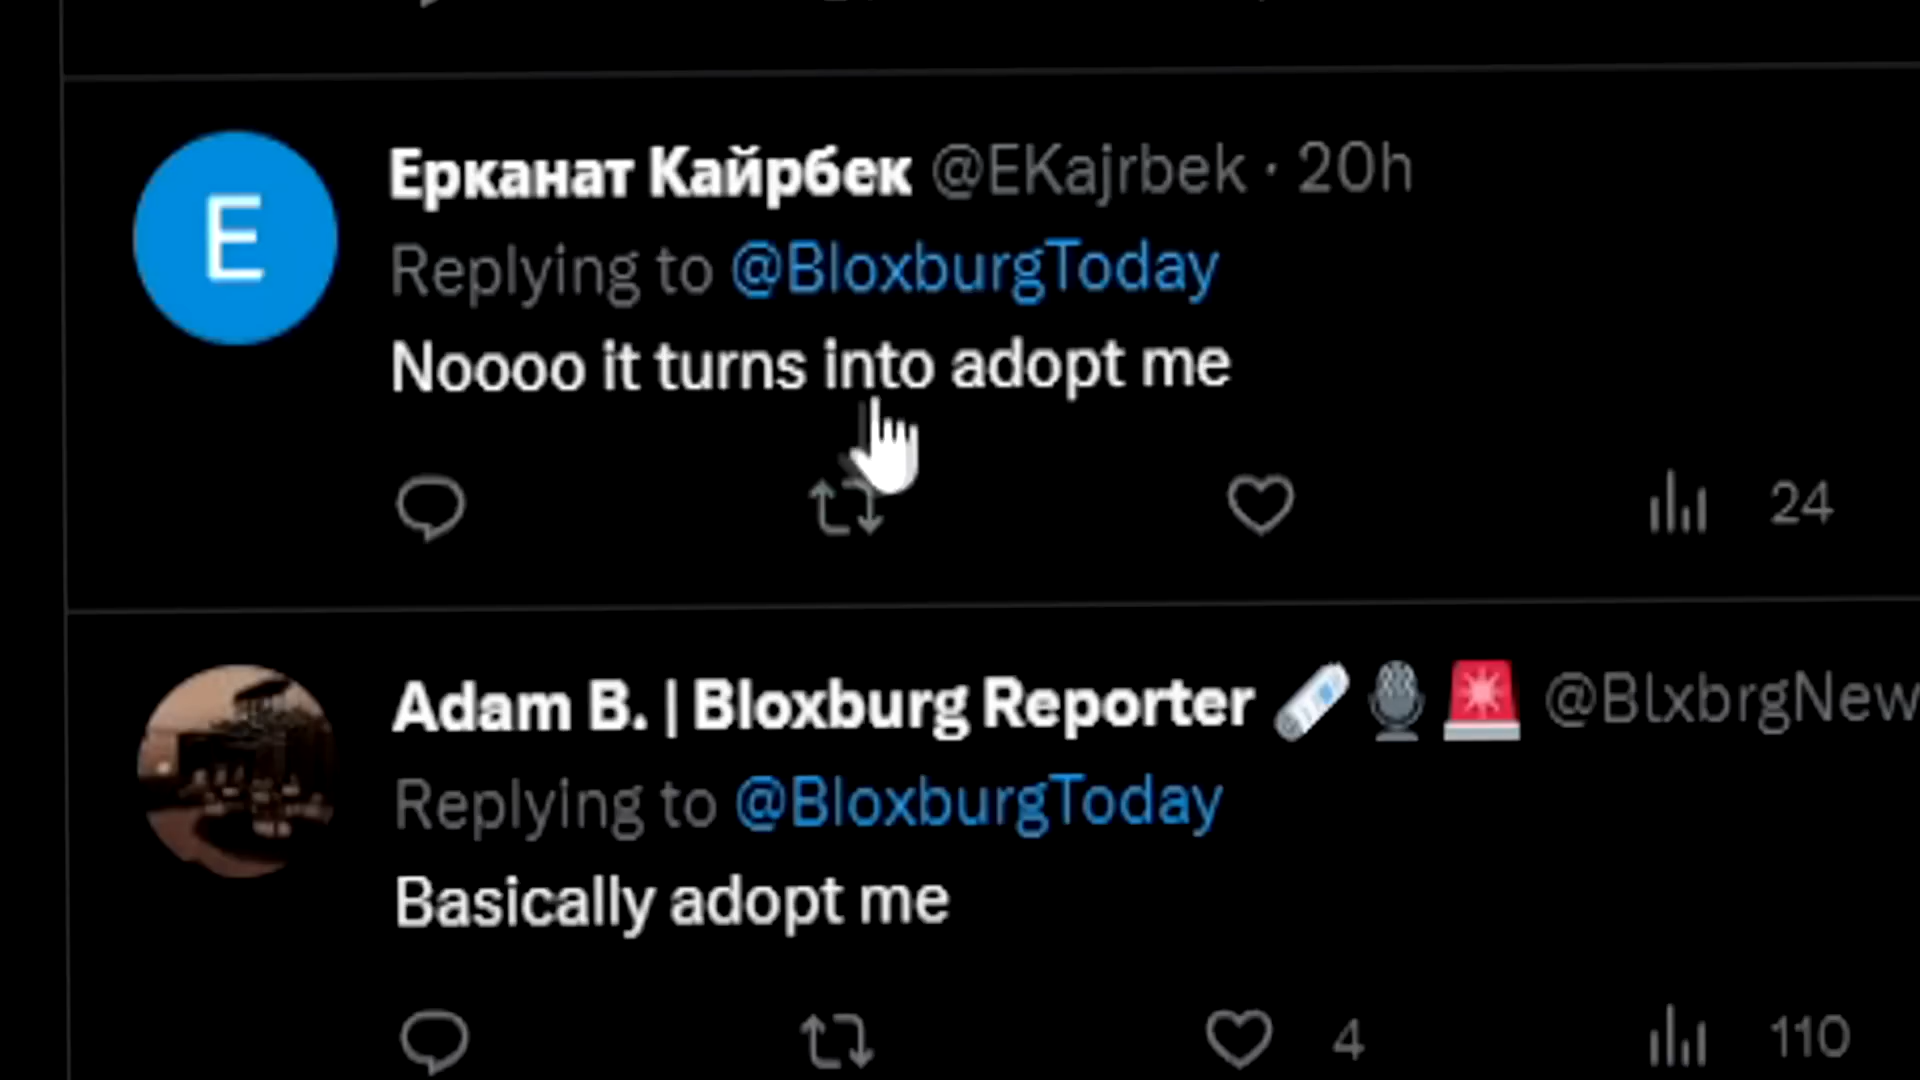 E
Ерканат Кайрбек @EKajrbek · 20h
Replying to @BloxburgToday
Noooo it turns into adopt me
24
Adam B. | Bloxburg Reporter 🗞️🎙️🚨 @BlxbrgNew
Replying to @BloxburgToday
Basically adopt me
4 110